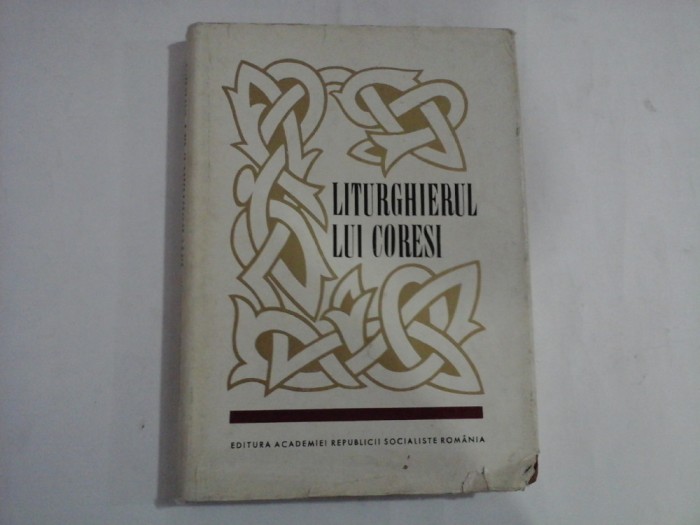 LITURGHIERUL
LUI CORESI
EDITURA ACADEMIEI REPUBLICII SOCIALISTE ROMÂNIA